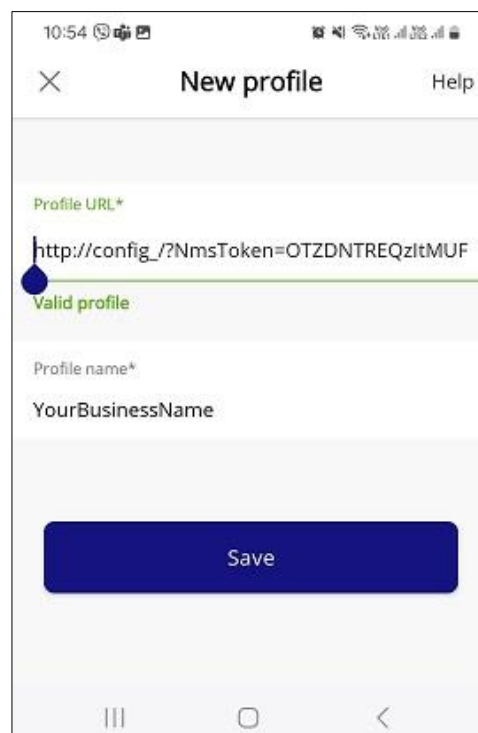 10:54
New profile Help
Profile URL*
http://config_/?NmsToken=OTZDNTREQzItMUF
Valid profile
Profile name*
YourBusinessName
Save